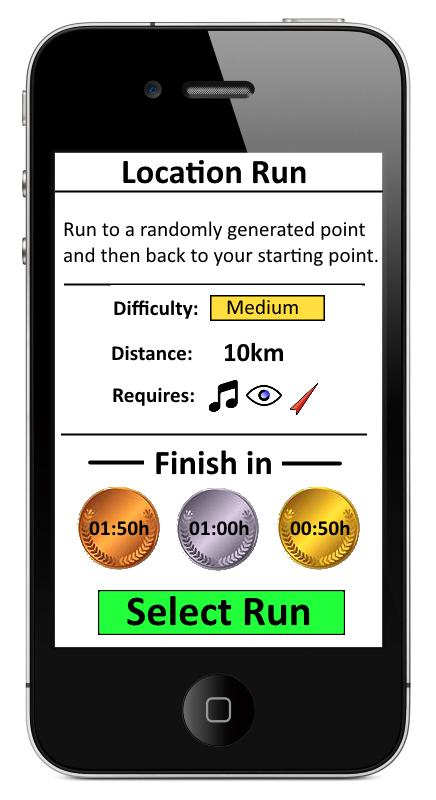 Location Run
Run to a randomly generated point
and then back to your starting point.
Difficulty: Medium
Distance: 10km
Requires:
Finish in
01:50h 01:00h 00:50h
Select Run